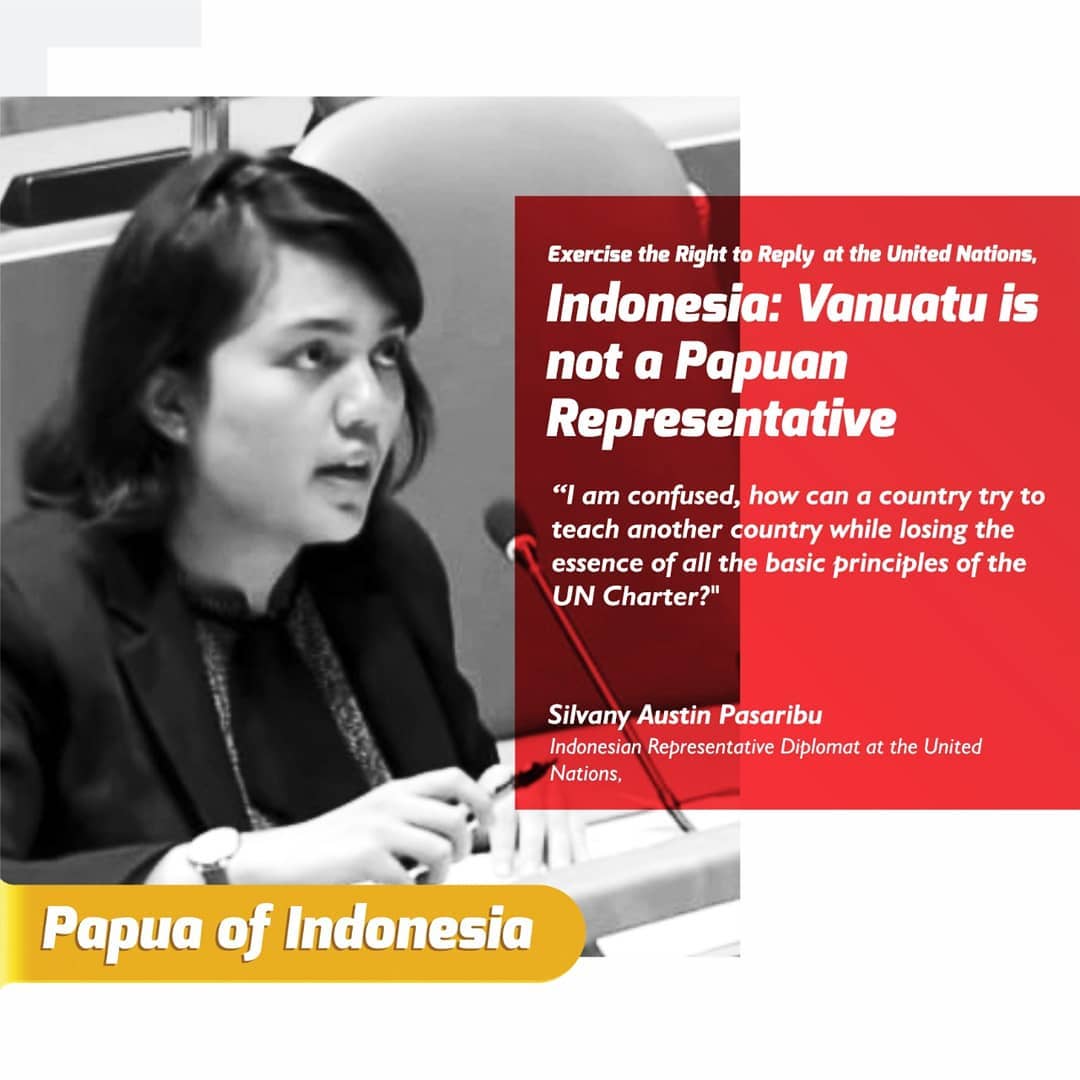 Exercise the Right to Reply at the United Nations,
Indonesia: Vanuatu is
not a Papuan
Representative
“I am confused, how can a country try to
teach another country while losing the
essence of all the basic principles of the
UN Charter?"
Silvany Austin Pasaribu
Indonesian Representative Diplomat at the United
Nations,
Papua of Indonesia